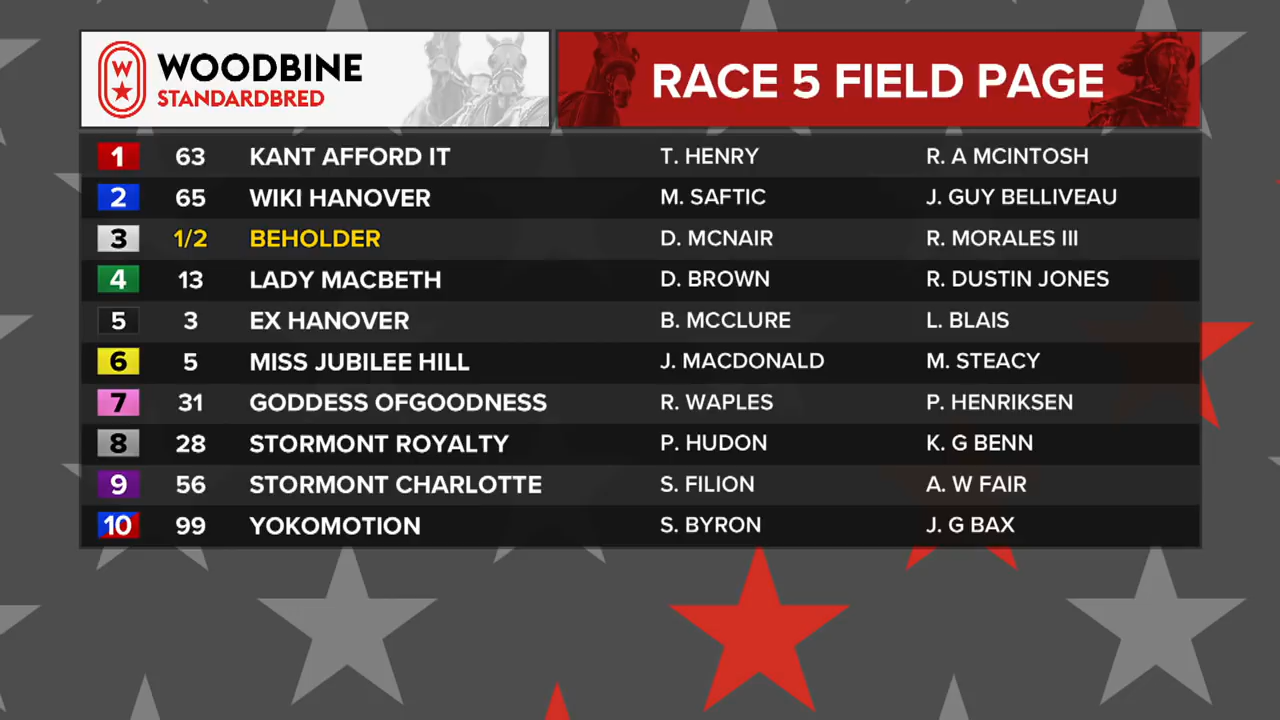 W
WOODBINE
STANDARDBRED
RACE 5 FIELD PAGE
1 63 KANT AFFORD IT T. HENRY R. A MCINTOSH
2 65 WIKI HANOVER M. SAFTIC J. GUY BELLIVEAU
3 1/2 BEHOLDER D. MCNAIR R. MORALES III
4 13 LADY MACBETH D. BROWN R. DUSTIN JONES
5 3 EX HANOVER B. MCCLURE L. BLAIS
6 5 MISS JUBILEE HILL J. MACDONALD M. STEACY
7 31 GODDESS OFGOODNESS R. WAPLES P. HENRIKSEN
8 28 STORMONT ROYALTY P. HUDON K. G BENN
9 56 STORMONT CHARLOTTE S. FILION A. W FAIR
10 99 YOKOMOTION S. BYRON J. G BAX